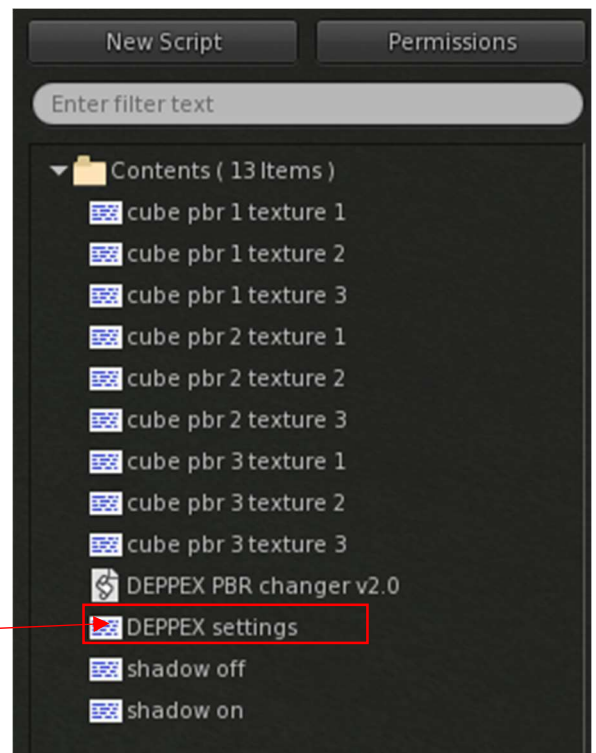 New Script
Permissions
Enter filter text
Contents ( 13 Items )
cube pbr 1 texture 1
cube pbr 1 texture 2
cube pbr 1 texture 3
cube pbr 2 texture 1
cube pbr 2 texture 2
cube pbr 2 texture 3
cube pbr 3 texture 1
cube pbr 3 texture 2
cube pbr 3 texture 3
DEPPEX PBR changer v2.0
DEPPEX settings
shadow off
shadow on